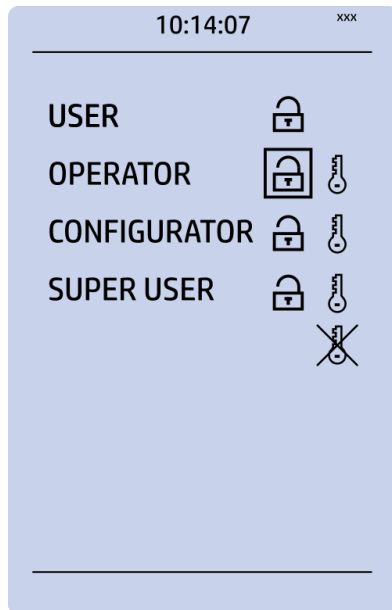 10:14:07 xxx
USER
OPERATOR
CONFIGURATOR
SUPER USER